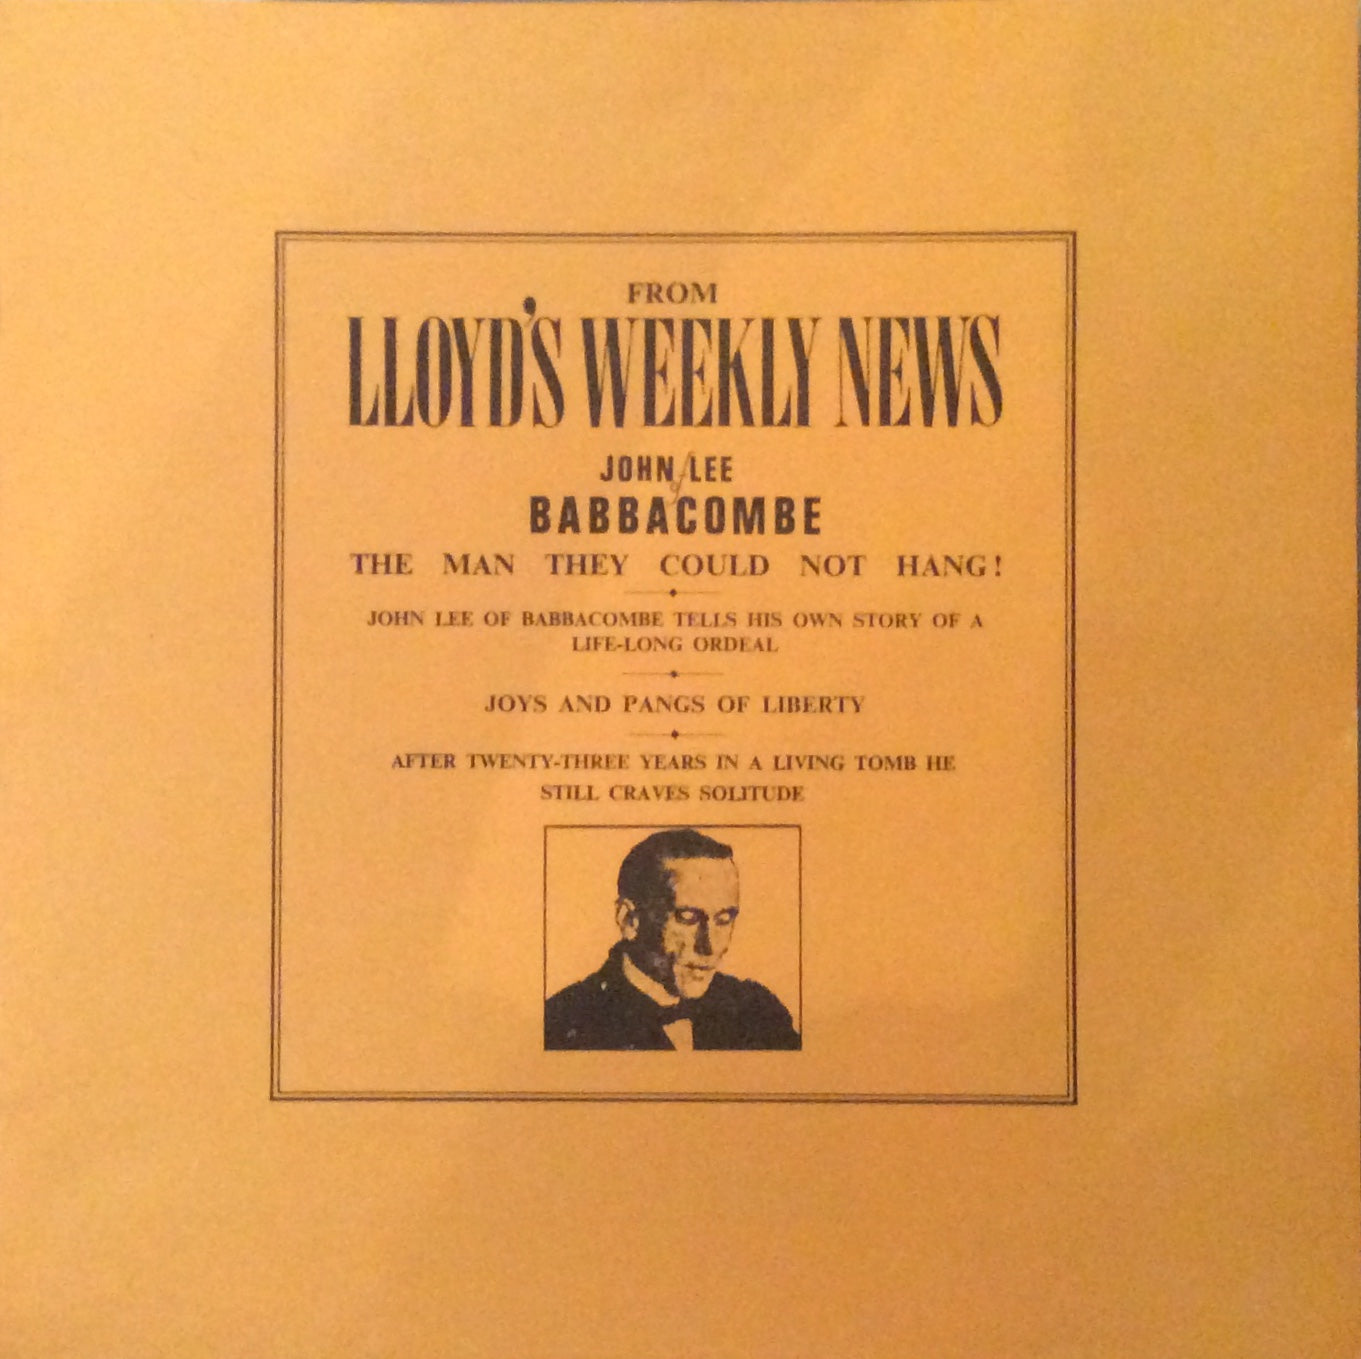 FROM
LLOYD'S WEEKLY NEWS
JOHN LEE
of
BABBACOMBE
THE MAN THEY COULD NOT HANG!
JOHN LEE OF BABBACOMBE TELLS HIS OWN STORY OF A
LIFE-LONG ORDEAL
JOYS AND PANGS OF LIBERTY
AFTER TWENTY-THREE YEARS IN A LIVING TOMB HE
STILL CRAVES SOLITUDE